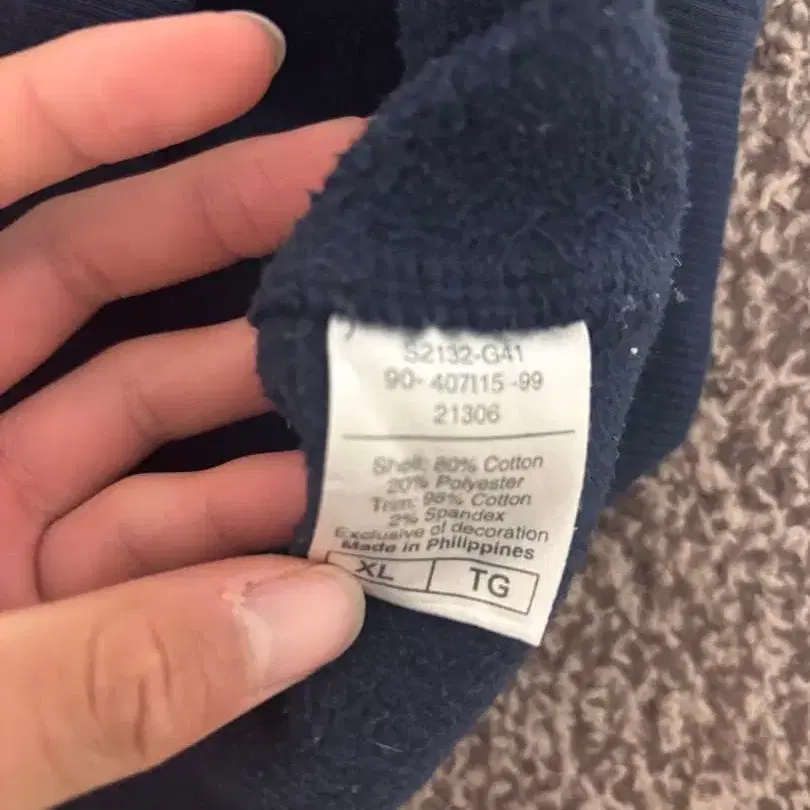 S2132-G41
90- 407115 -99
21306
Shell: 80% Cotton
20% Polyester
Trim: 98% Cotton
2% Spandex
Exclusive of decoration
Made in Philippines
XL TG